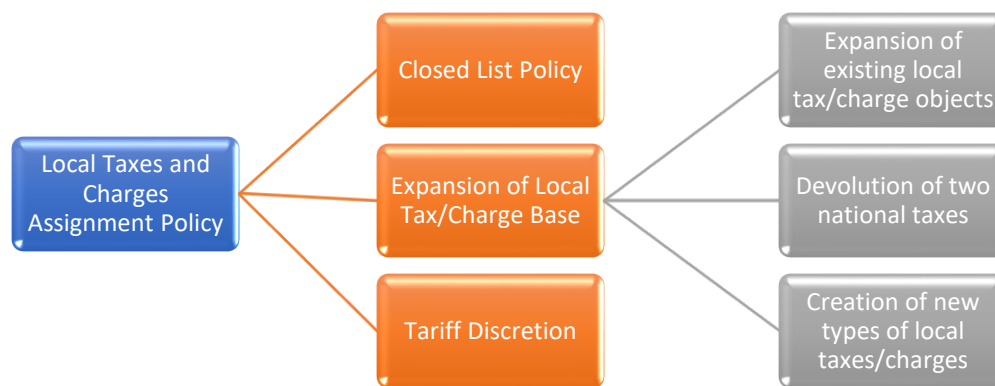 Local Taxes and
Charges
Assignment Policy
Closed List Policy
Expansion of Local
Tax/Charge Base
Tariff Discretion
Expansion of
existing local
tax/charge objects
Devolution of two
national taxes
Creation of new
types of local
taxes/charges